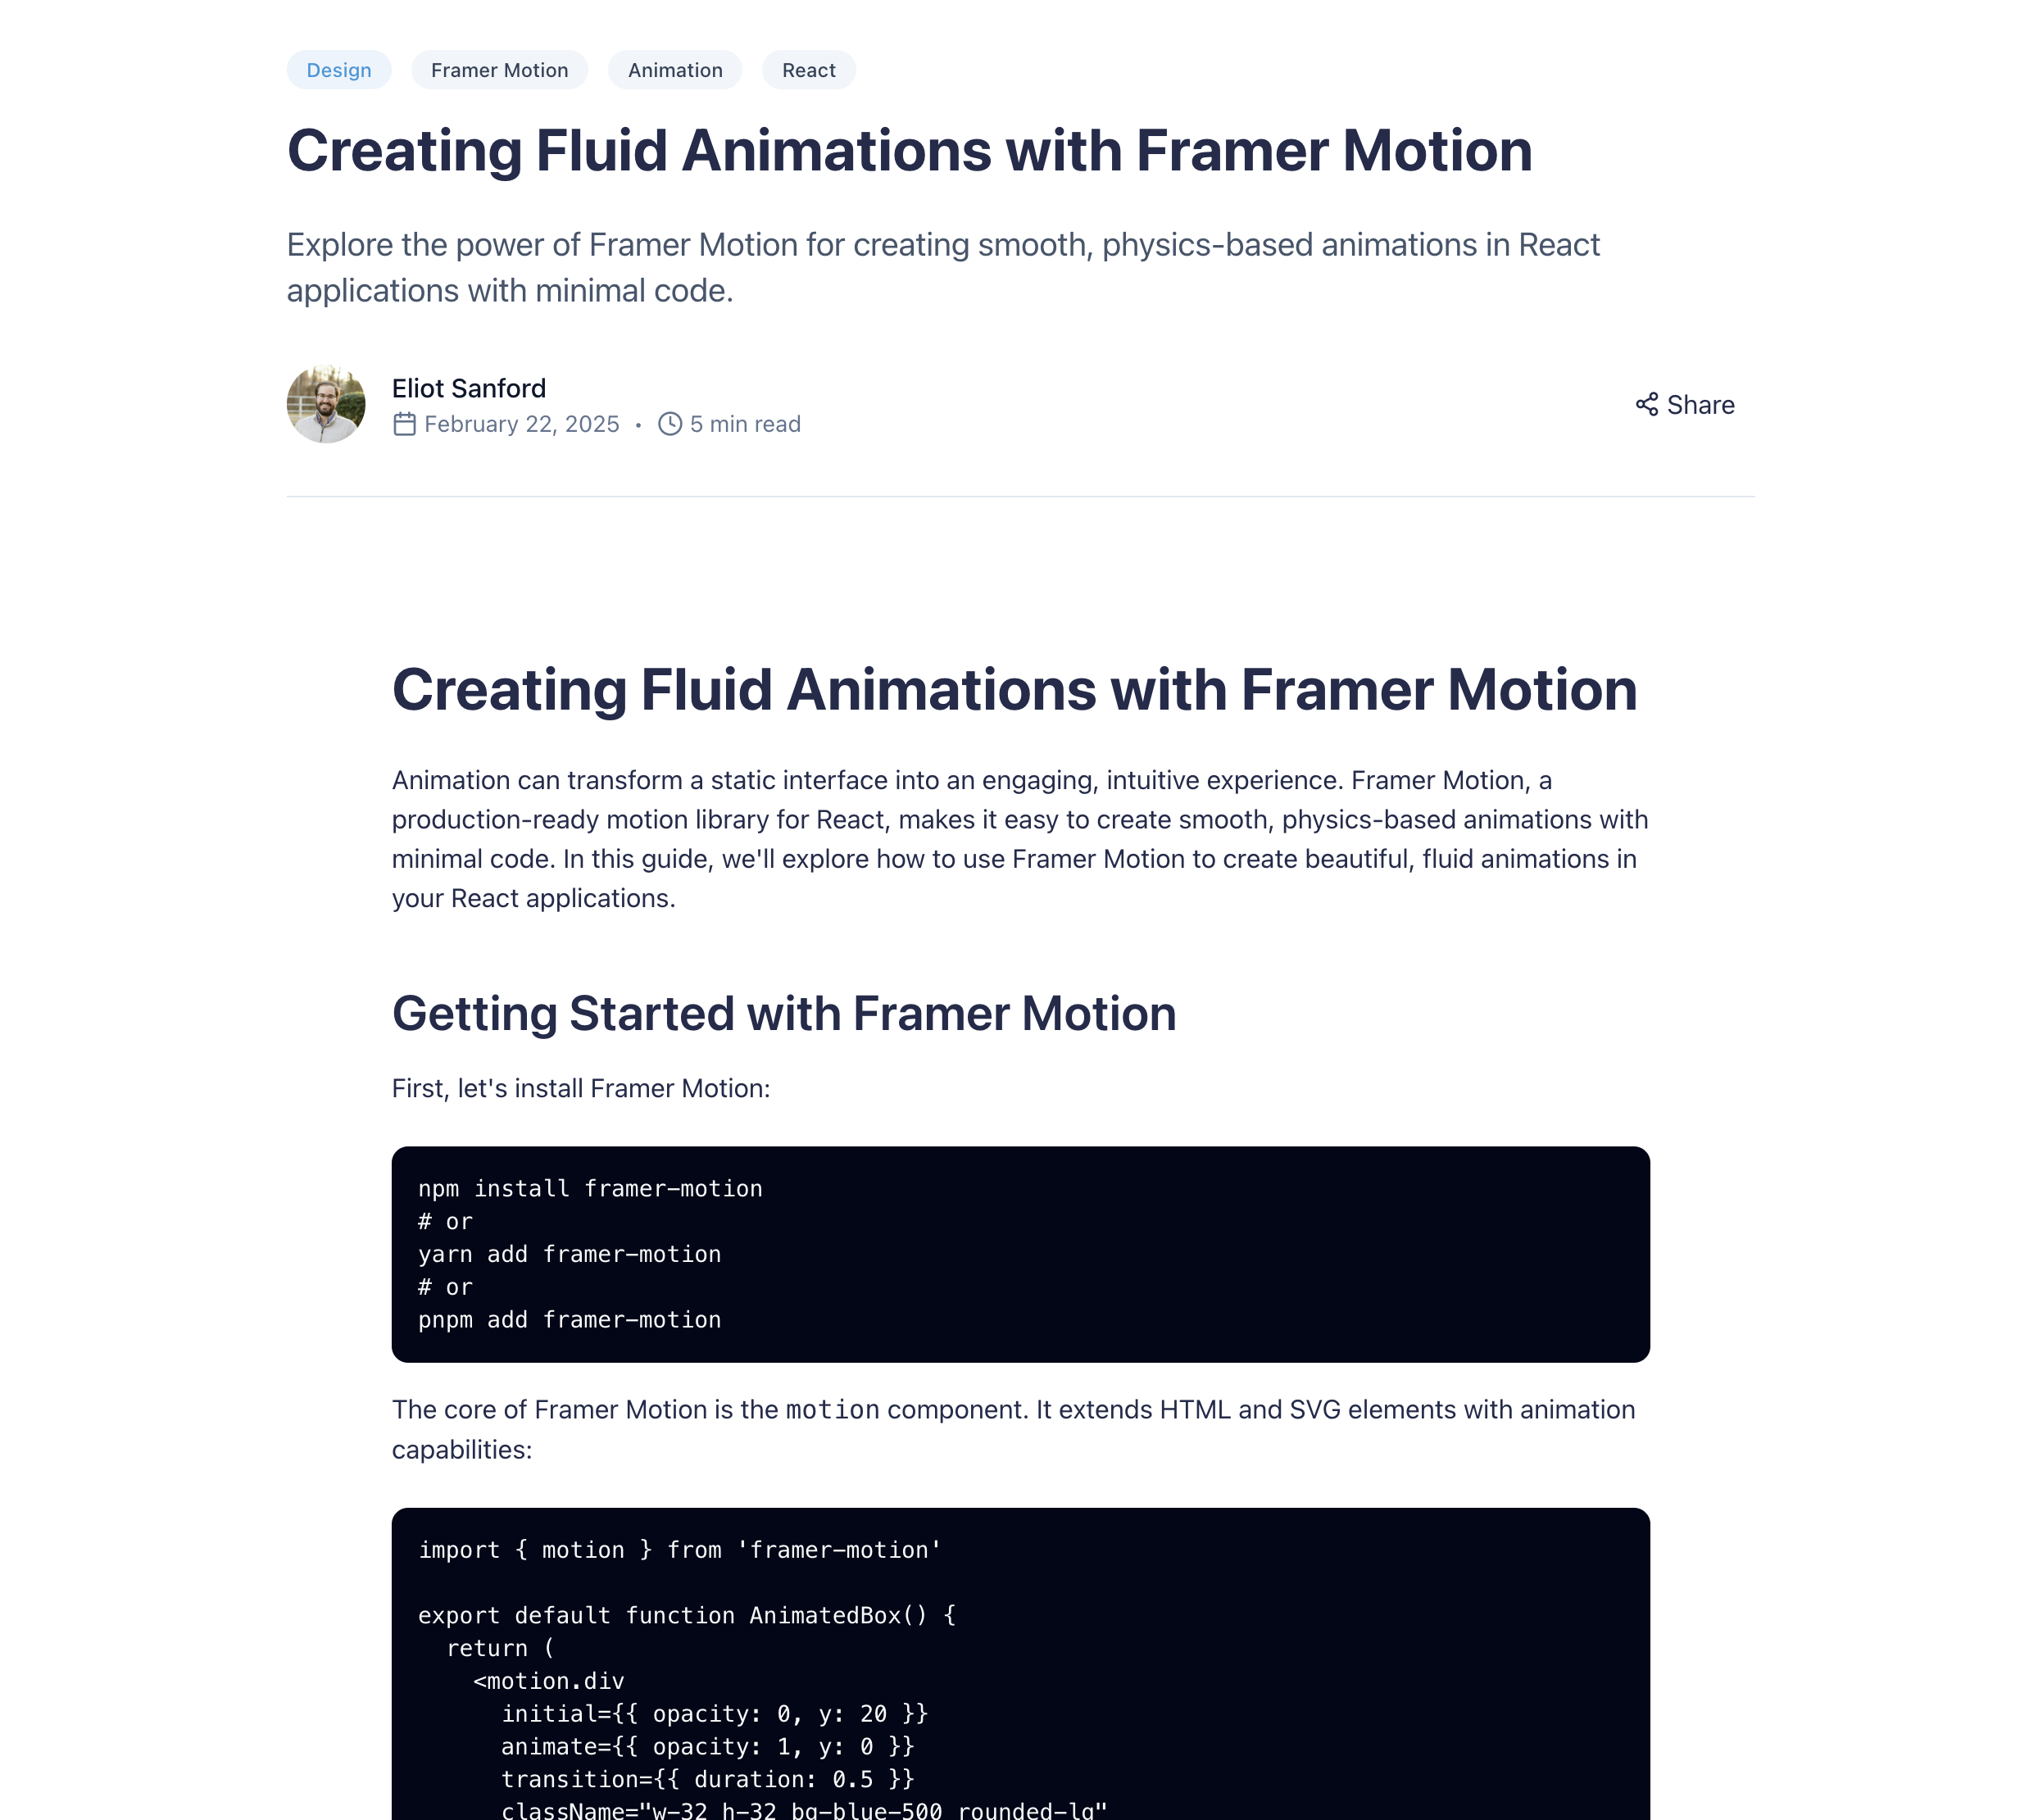 Design Framer Motion Animation React
Creating Fluid Animations with Framer Motion
Explore the power of Framer Motion for creating smooth, physics-based animations in React
applications with minimal code.
Eliot Sanford
February 22, 2025 • 5 min read
Share
Creating Fluid Animations with Framer Motion
Animation can transform a static interface into an engaging, intuitive experience. Framer Motion, a
production-ready motion library for React, makes it easy to create smooth, physics-based animations with
minimal code. In this guide, we'll explore how to use Framer Motion to create beautiful, fluid animations in
your React applications.
Getting Started with Framer Motion
First, let's install Framer Motion:
npm install framer-motion
# or
yarn add framer-motion
# or
pnpm add framer-motion
The core of Framer Motion is the motion component. It extends HTML and SVG elements with animation
capabilities:
import { motion } from 'framer-motion'
export default function AnimatedBox() {
  return (
    <motion.div
      initial={{ opacity: 0, y: 20 }}
      animate={{ opacity: 1, y: 0 }}
      transition={{ duration: 0.5 }}
      className="w-32 h-32 bg-blue-500 rounded-lg"